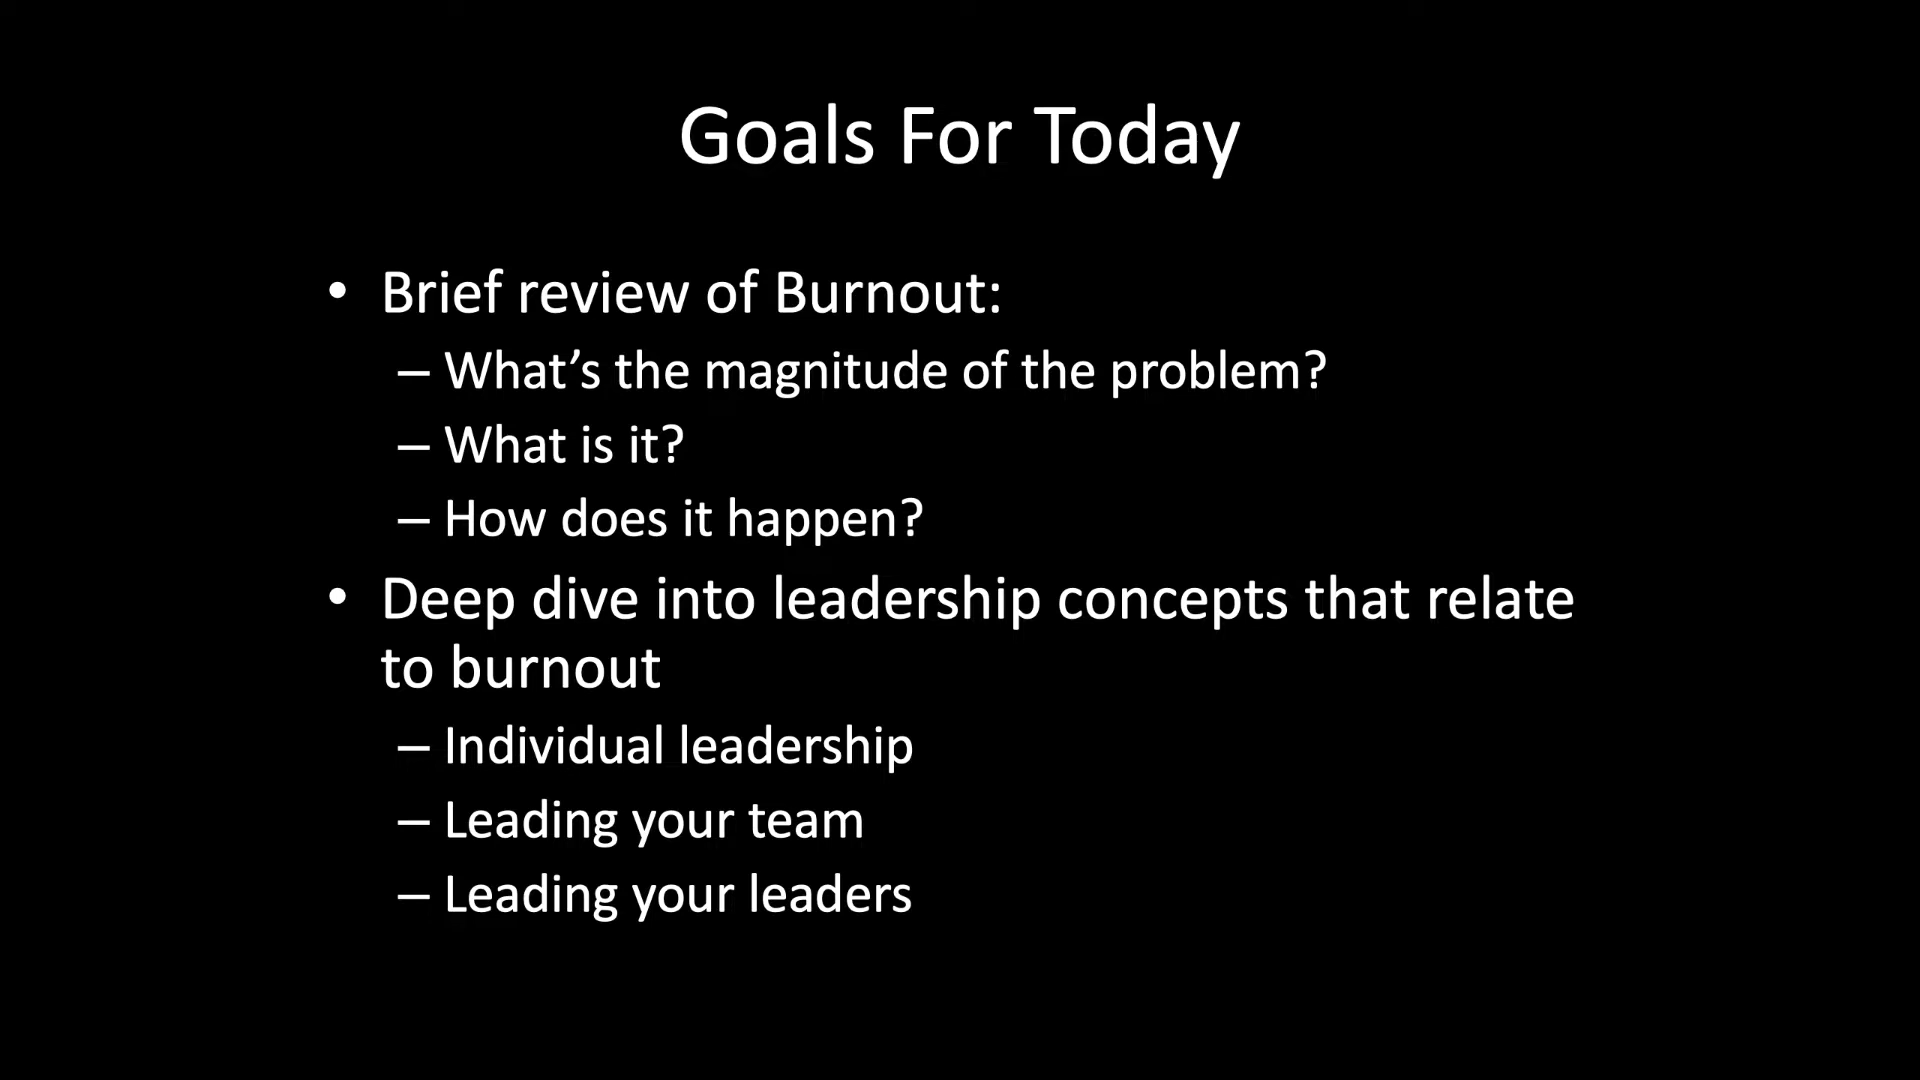 Goals For Today
• Brief review of Burnout:
– What’s the magnitude of the problem?
– What is it?
– How does it happen?
• Deep dive into leadership concepts that relate
to burnout
– Individual leadership
– Leading your team
– Leading your leaders